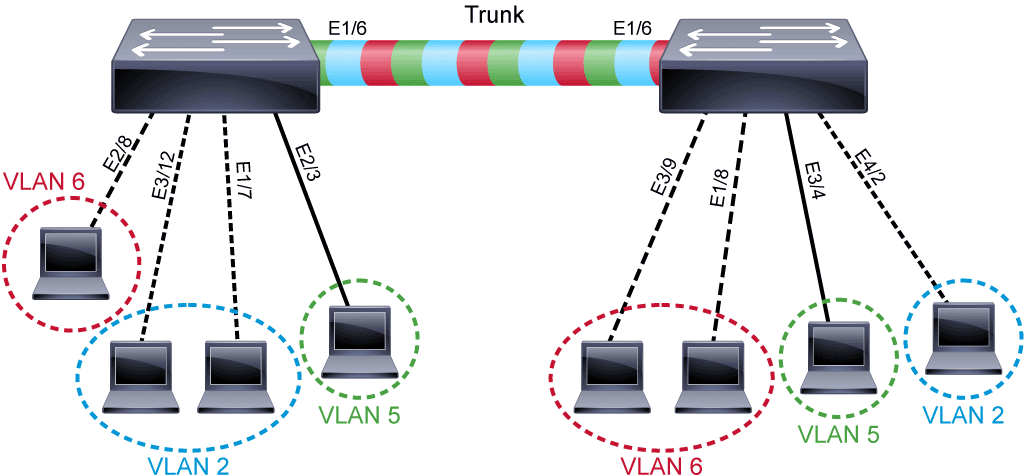 Trunk
E1/6
E1/6
E2/8
E3/12
E1/7
E2/3
E3/9
E1/8
E3/4
E4/2
VLAN 6
VLAN 5
VLAN 2
VLAN 2
VLAN 5
VLAN 6